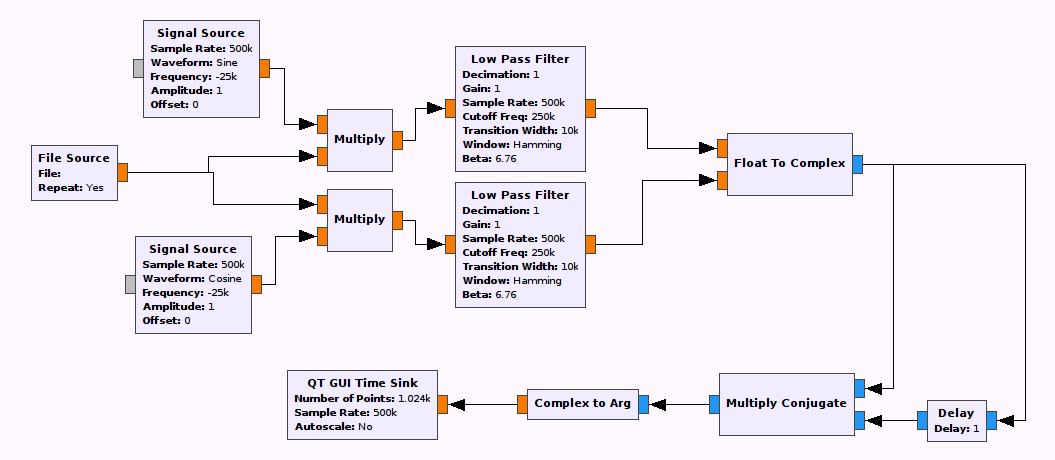 Signal Source
Sample Rate: 500k
Waveform: Sine
Frequency: -25k
Amplitude: 1
Offset: 0
Low Pass Filter
Decimation: 1
Gain: 1
Sample Rate: 500k
Cutoff Freq: 250k
Transition Width: 10k
Window: Hamming
Beta: 6.76
Multiply
File Source
File:
Repeat: Yes
Float To Complex
Multiply
Low Pass Filter
Decimation: 1
Gain: 1
Sample Rate: 500k
Cutoff Freq: 250k
Transition Width: 10k
Window: Hamming
Beta: 6.76
Signal Source
Sample Rate: 500k
Waveform: Cosine
Frequency: -25k
Amplitude: 1
Offset: 0
QT GUI Time Sink
Number of Points: 1.024k
Sample Rate: 500k
Autoscale: No
Complex to Arg
Multiply Conjugate
Delay
Delay: 1